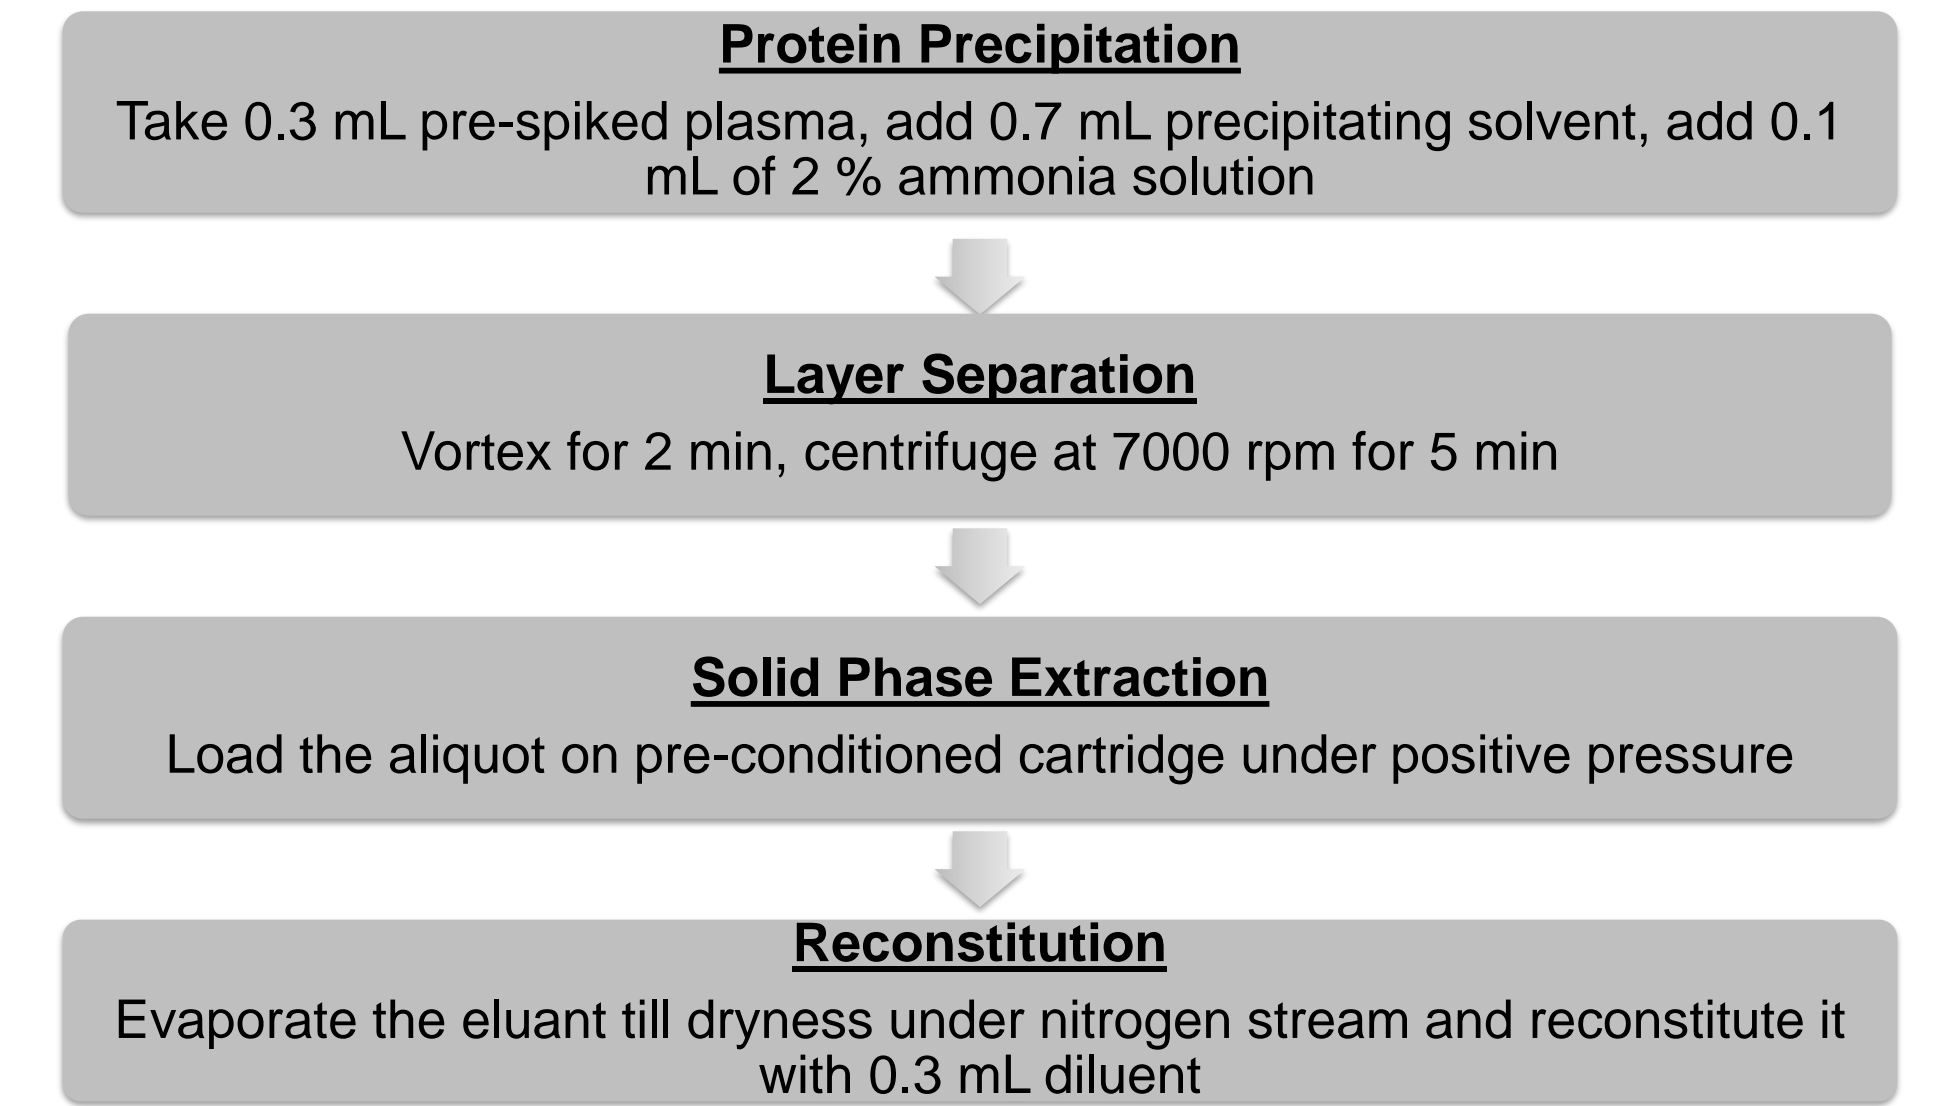 Protein Precipitation
Take 0.3 mL pre-spiked plasma, add 0.7 mL precipitating solvent, add 0.1
mL of 2 % ammonia solution
Layer Separation
Vortex for 2 min, centrifuge at 7000 rpm for 5 min
Solid Phase Extraction
Load the aliquot on pre-conditioned cartridge under positive pressure
Reconstitution
Evaporate the eluant till dryness under nitrogen stream and reconstitute it
with 0.3 mL diluent